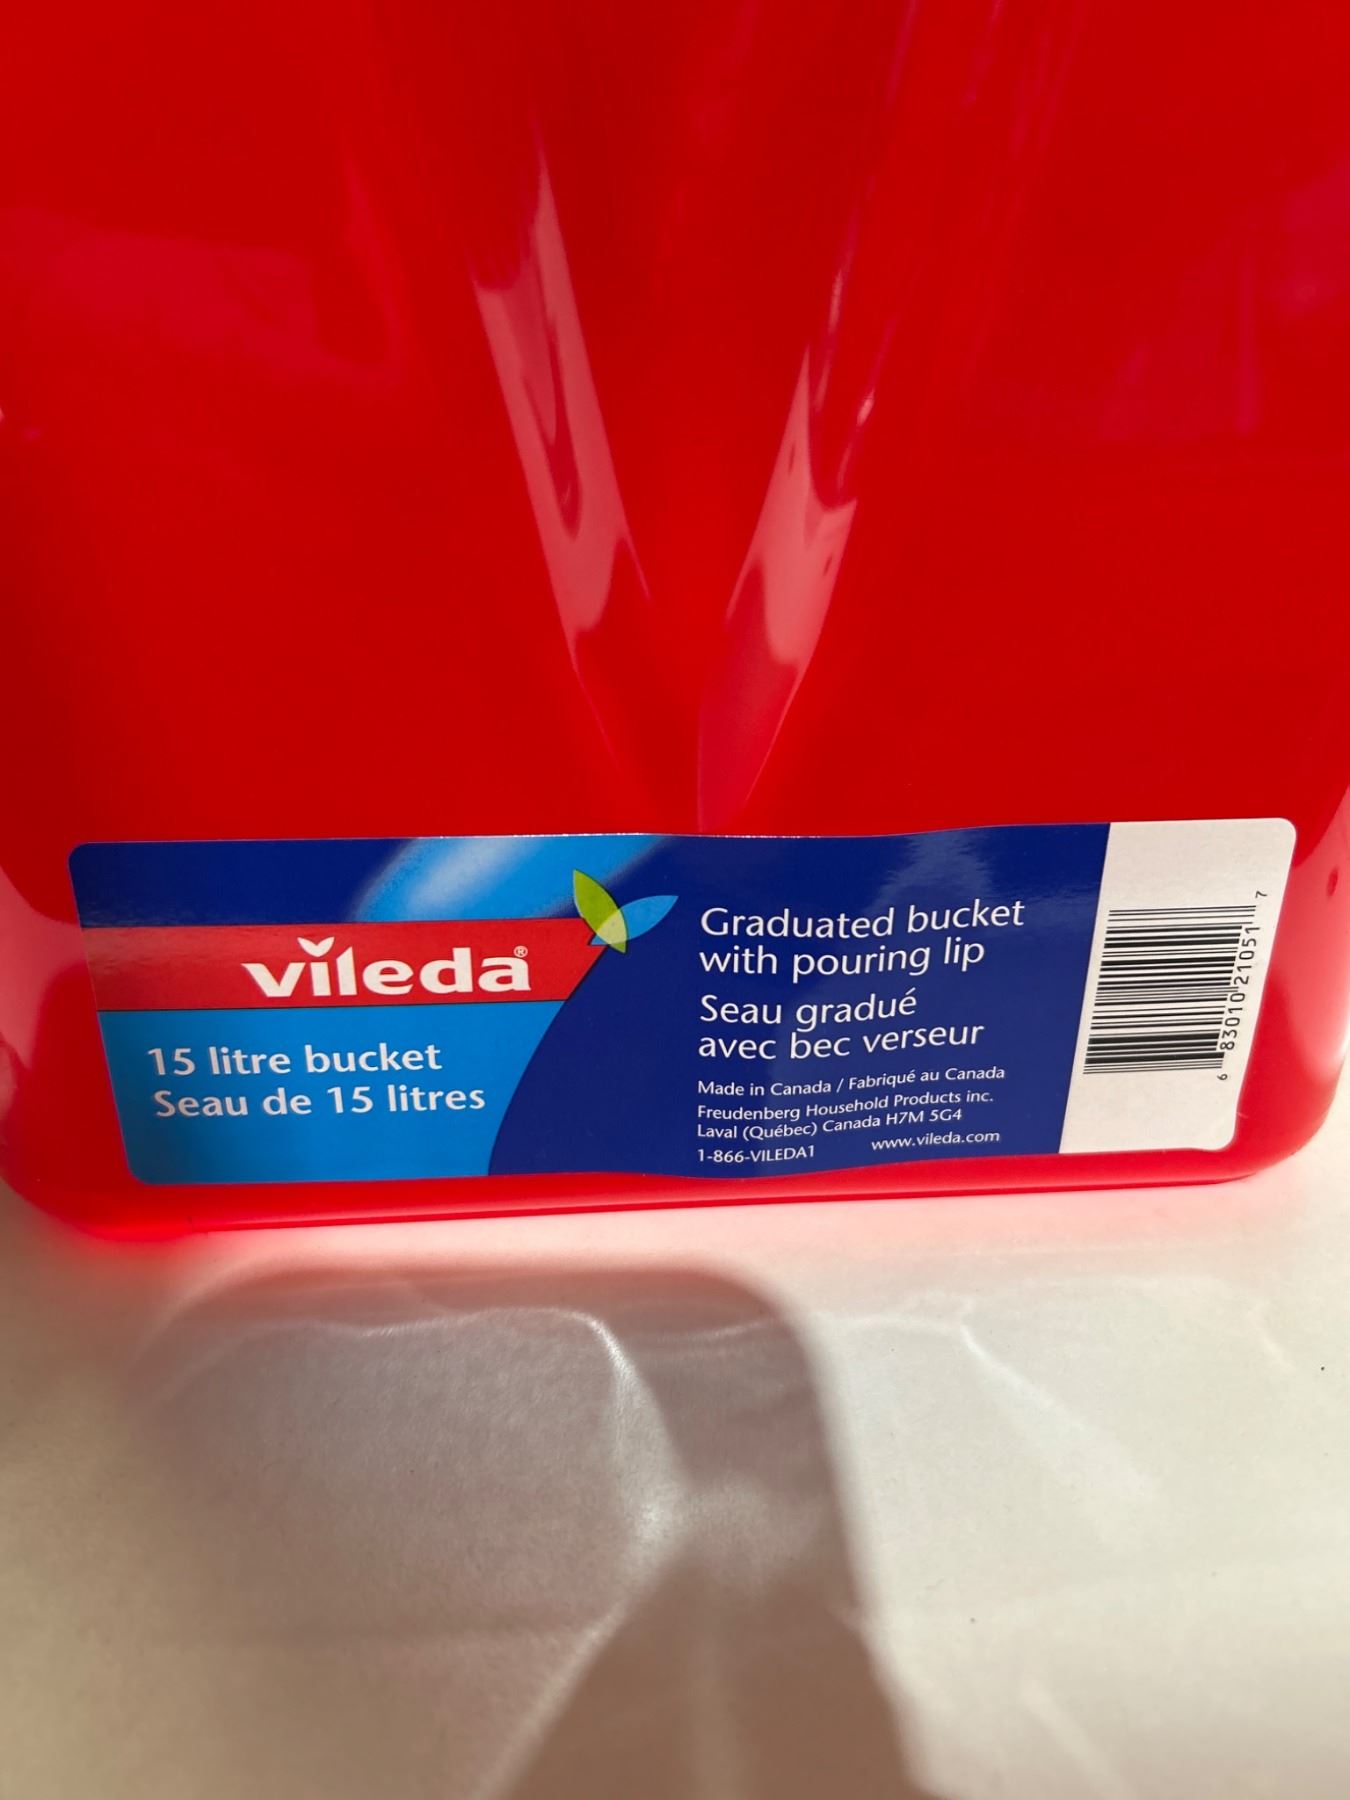 vileda®
15 litre bucket
Seau de 15 litres
Graduated bucket
with pouring lip
Seau gradué
avec bec verseur
Made in Canada / Fabriqué au Canada
Freudenberg Household Products inc.
Laval (Québec) Canada H7M 5G4
1-866-VILEDA1 www.vileda.com
6 83010 21051 7